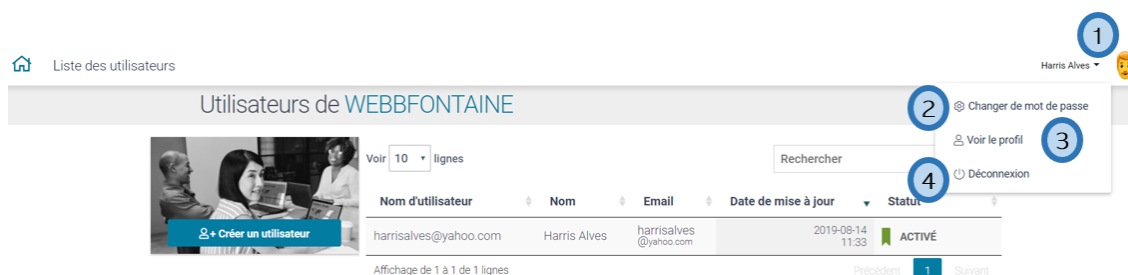 1
Liste des utilisateurs
Harris Alves
Utilisateurs de WEBBFONTAINE
2
Changer de mot de passe
Voir le profil
3
4
Déconnexion
Voir 10 lignes
Rechercher
Nom d'utilisateur Nom Email Date de mise à jour Statut
harrisalves@yahoo.com Harris Alves harrisalves 2019-08-14 ACTIVÉ
@yahoo.com 11:33
Créer un utilisateur
Affichage de 1 à 1 de 1 lignes
Précédent 1 Suivant